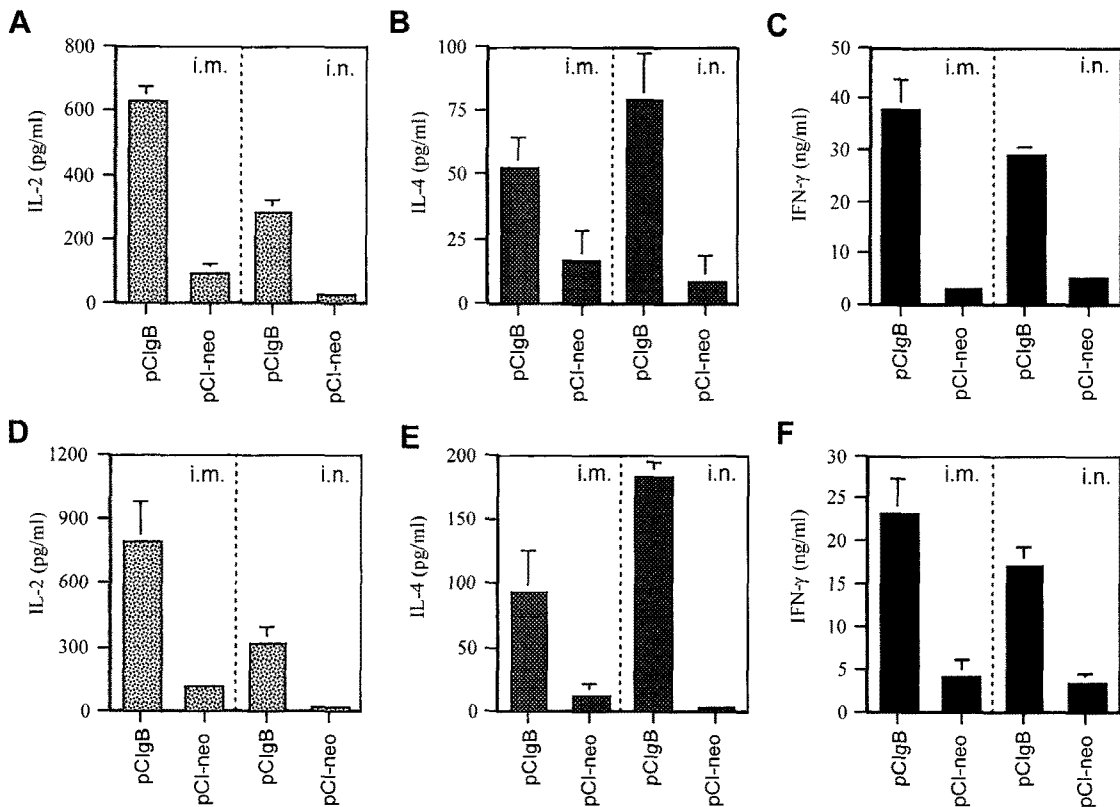 A
IL-2 (pg/ml)
800
600
400
200
0
i.m.
i.n.
pCIgB
pCI-neo
pCIgB
pCI-neo
B
IL-4 (pg/ml)
100
75
50
25
0
i.m.
i.n.
pCIgB
pCI-neo
pCIgB
pCI-neo
C
IFN-γ (ng/ml)
50
40
30
20
10
0
i.m.
i.n.
pCIgB
pCI-neo
pCIgB
pCI-neo
D
IL-2 (pg/ml)
1200
900
600
300
0
i.m.
i.n.
pCIgB
pCI-neo
pCIgB
pCI-neo
E
IL-4 (pg/ml)
200
150
100
50
0
i.m.
i.n.
pCIgB
pCI-neo
pCIgB
pCI-neo
F
IFN-γ (ng/ml)
30
25
20
15
10
5
0
i.m.
i.n.
pCIgB
pCI-neo
pCIgB
pCI-neo